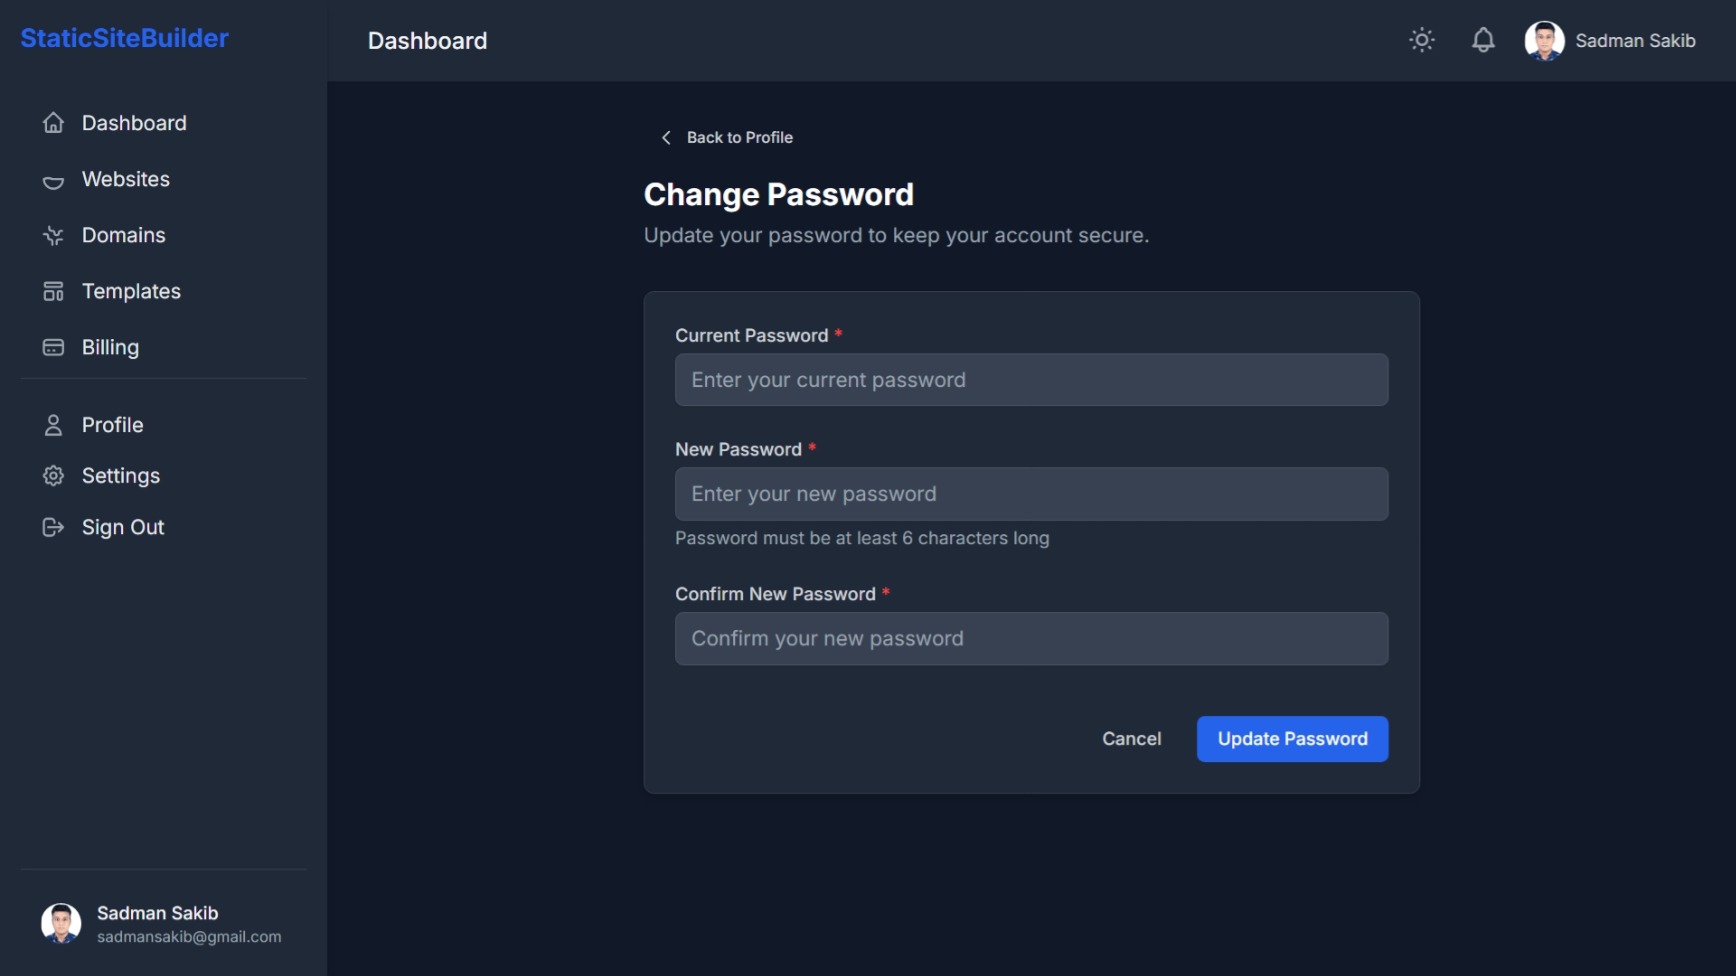 StaticSiteBuilder
Dashboard
Websites
Domains
Templates
Billing
Profile
Settings
Sign Out
Sadman Sakib
sadmansakib@gmail.com
Dashboard
Sadman Sakib
Back to Profile
Change Password
Update your password to keep your account secure.
Current Password *
Enter your current password
New Password *
Enter your new password
Password must be at least 6 characters long
Confirm New Password *
Confirm your new password
Cancel
Update Password